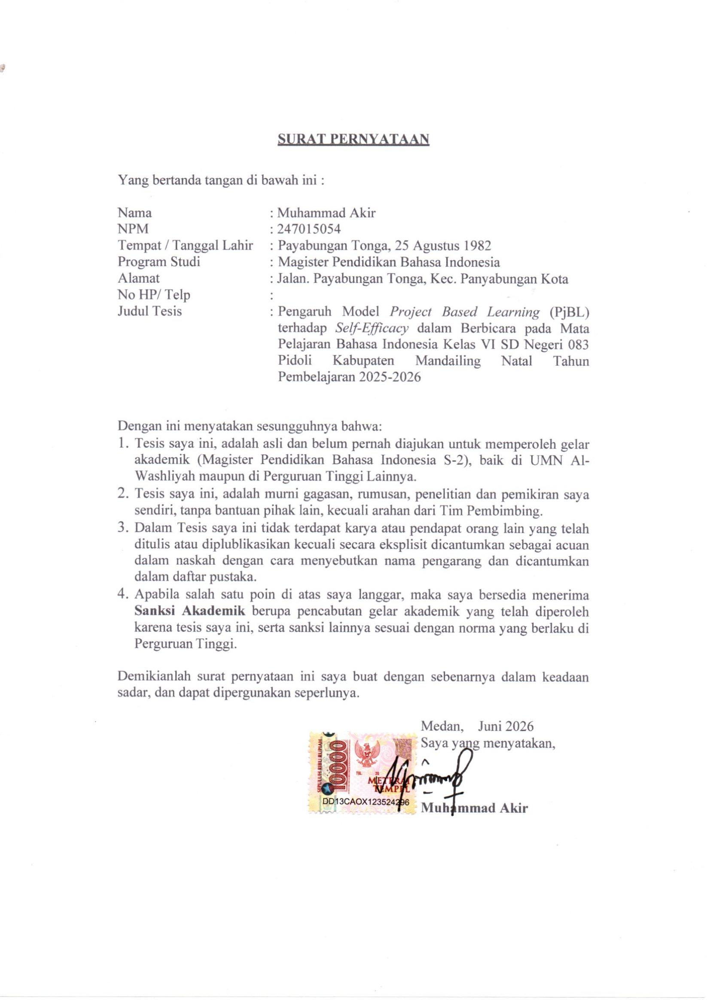 SURAT PERNYATAAN
Yang bertanda tangan di bawah ini :
Nama : Muhammad Akir
NPM : 247015054
Tempat / Tanggal Lahir : Payabungan Tonga, 25 Agustus 1982
Program Studi : Magister Pendidikan Bahasa Indonesia
Alamat : Jalan. Payabungan Tonga, Kec. Panyabungan Kota
No HP/ Telp :
Judul Tesis : Pengaruh Model Project Based Learning (PjBL)
terhadap Self-Efficacy dalam Berbicara pada Mata
Pelajaran Bahasa Indonesia Kelas VI SD Negeri 083
Pidoli Kabupaten Mandailing Natal Tahun
Pembelajaran 2025-2026
Dengan ini menyatakan sesungguhnya bahwa:
1. Tesis saya ini, adalah asli dan belum pernah diajukan untuk memperoleh gelar
akademik (Magister Pendidikan Bahasa Indonesia S-2), baik di UMN Al-
Washliyah maupun di Perguruan Tinggi Lainnya.
2. Tesis saya ini, adalah murni gagasan, rumusan, penelitian dan pemikiran saya
sendiri, tanpa bantuan pihak lain, kecuali arahan dari Tim Pembimbing.
3. Dalam Tesis saya ini tidak terdapat karya atau pendapat orang lain yang telah
ditulis atau diplublikasikan kecuali secara eksplisit dicantumkan sebagai acuan
dalam naskah dengan cara menyebutkan nama pengarang dan dicantumkan
dalam daftar pustaka.
4. Apabila salah satu poin di atas saya langgar, maka saya bersedia menerima
Sanksi Akademik berupa pencabutan gelar akademik yang telah diperoleh
karena tesis saya ini, serta sanksi lainnya sesuai dengan norma yang berlaku di
Perguruan Tinggi.
Demikianlah surat pernyataan ini saya buat dengan sebenarnya dalam keadaan
sadar, dan dapat dipergunakan seperlunya.
Medan, Juni 2026
Saya yang menyatakan,
SEPULUH RIBU RUPIAH
10000
TGL 20
METERAI
TEMPEL
DD13CAOX123524296
Muhammad Akir